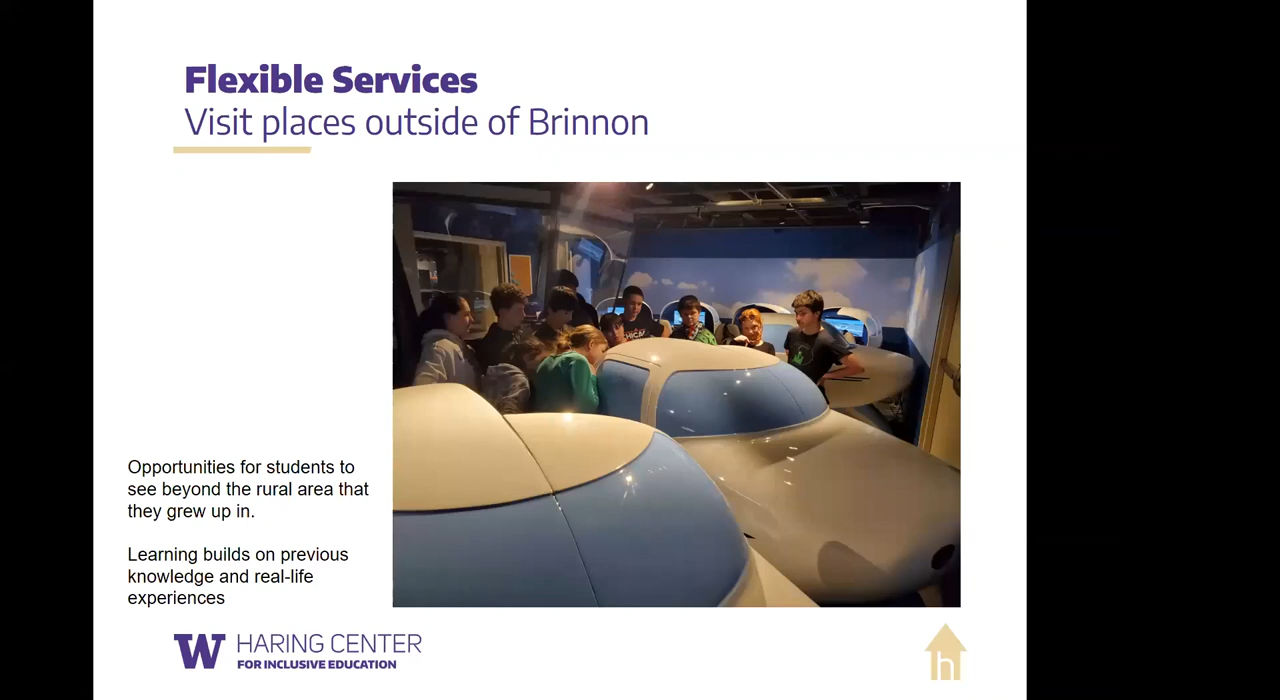 Flexible Services
Visit places outside of Brinnon
Opportunities for students to
see beyond the rural area that
they grew up in.
Learning builds on previous
knowledge and real-life
experiences
W HARING CENTER
FOR INCLUSIVE EDUCATION
h